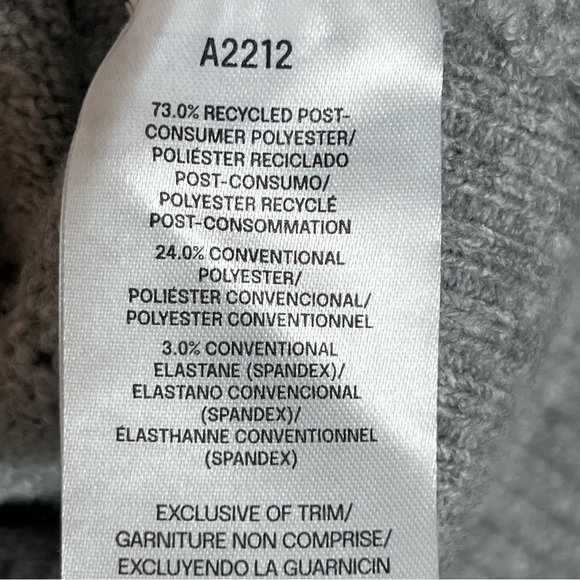 A2212
73.0% RECYCLED POST-
CONSUMER POLYESTER/
POLIÉSTER RECICLADO
POST-CONSUMO/
POLYESTER RECYCLÉ
POST-CONSOMMATION
24.0% CONVENTIONAL
POLYESTER/
POLIÉSTER CONVENCIONAL/
POLYESTER CONVENTIONNEL
3.0% CONVENTIONAL
ELASTANE (SPANDEX)/
ELASTANO CONVENCIONAL
(SPANDEX)/
ÉLASTHANNE CONVENTIONNEL
(SPANDEX)
EXCLUSIVE OF TRIM/
GARNITURE NON COMPRISE/
EXCLUYENDO LA GUARNICIN